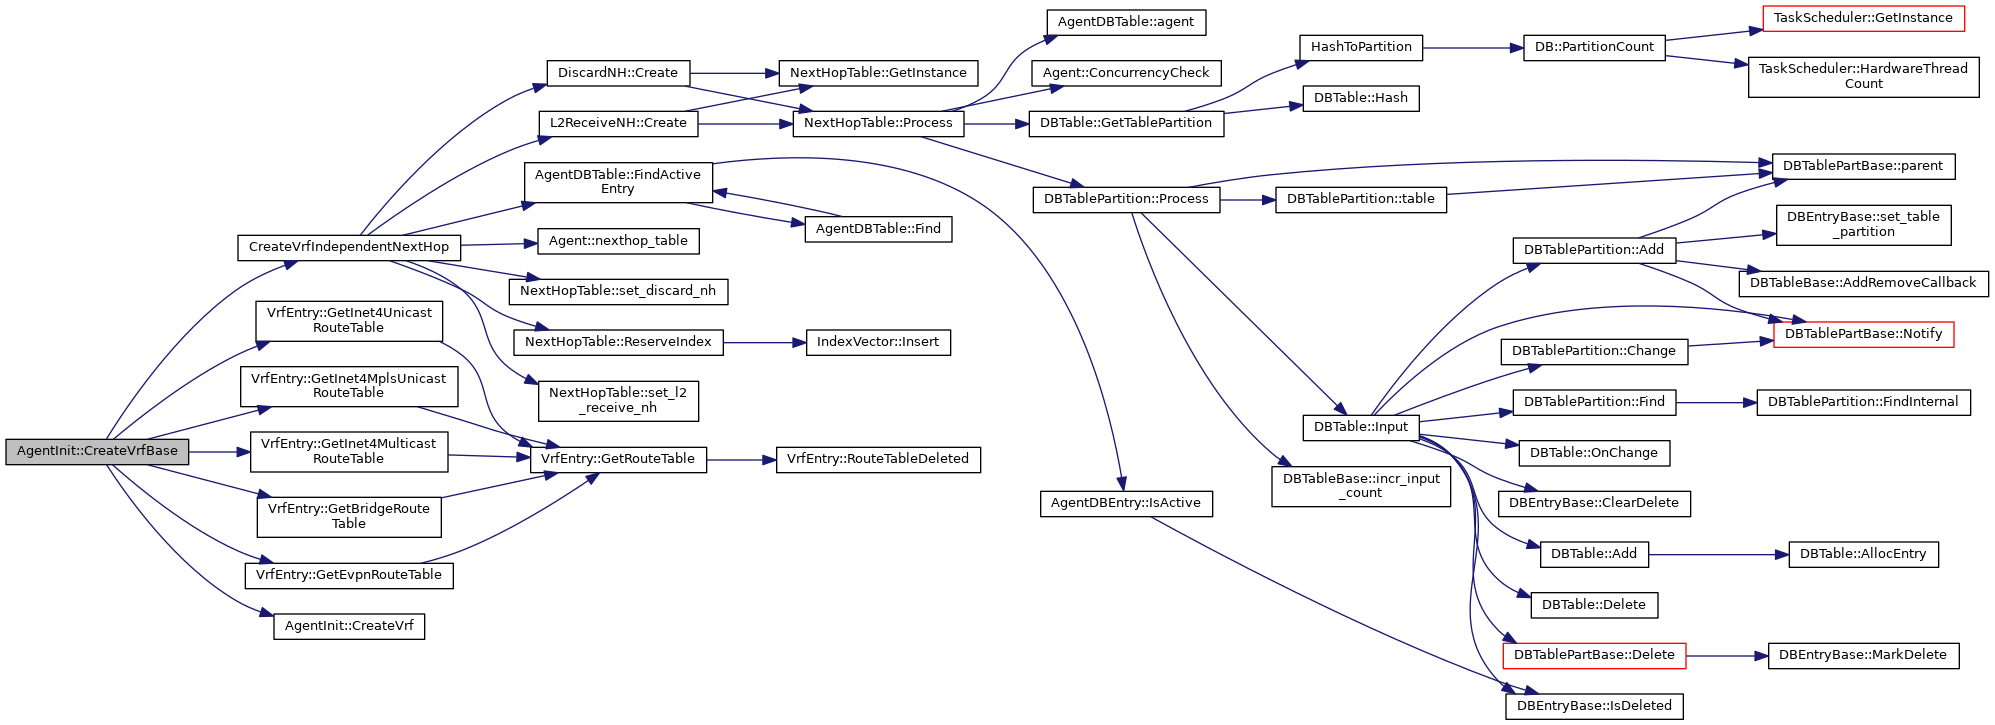 AgentInit::CreateVrfBase
CreateVrfIndependentNextHop
VrfEntry::GetInet4Unicast
RouteTable
VrfEntry::GetInet4MplsUnicast
RouteTable
VrfEntry::GetInet4Multicast
RouteTable
VrfEntry::GetBridgeRoute
Table
VrfEntry::GetEvpnRouteTable
AgentInit::CreateVrf
DiscardNH::Create
L2ReceiveNH::Create
AgentDBTable::FindActive
Entry
Agent::nexthop_table
NextHopTable::set_discard_nh
NextHopTable::ReserveIndex
NextHopTable::set_l2
_receive_nh
VrfEntry::GetRouteTable
NextHopTable::GetInstance
NextHopTable::Process
AgentDBTable::Find
IndexVector::Insert
VrfEntry::RouteTableDeleted
AgentDBTable::agent
Agent::ConcurrencyCheck
DBTable::GetTablePartition
DBTablePartition::Process
AgentDBEntry::IsActive
HashToPartition
DBTable::Hash
DBTablePartition::table
DBTable::Input
DBTableBase::incr_input
_count
DB::PartitionCount
DBTablePartition::Add
DBTablePartition::Change
DBTablePartition::Find
DBTable::OnChange
DBEntryBase::ClearDelete
DBTable::Add
DBTable::Delete
DBTablePartBase::Delete
DBEntryBase::IsDeleted
TaskScheduler::GetInstance
TaskScheduler::HardwareThread
Count
DBTablePartBase::parent
DBEntryBase::set_table
_partition
DBTableBase::AddRemoveCallback
DBTablePartBase::Notify
DBTablePartition::FindInternal
DBTable::AllocEntry
DBEntryBase::MarkDelete